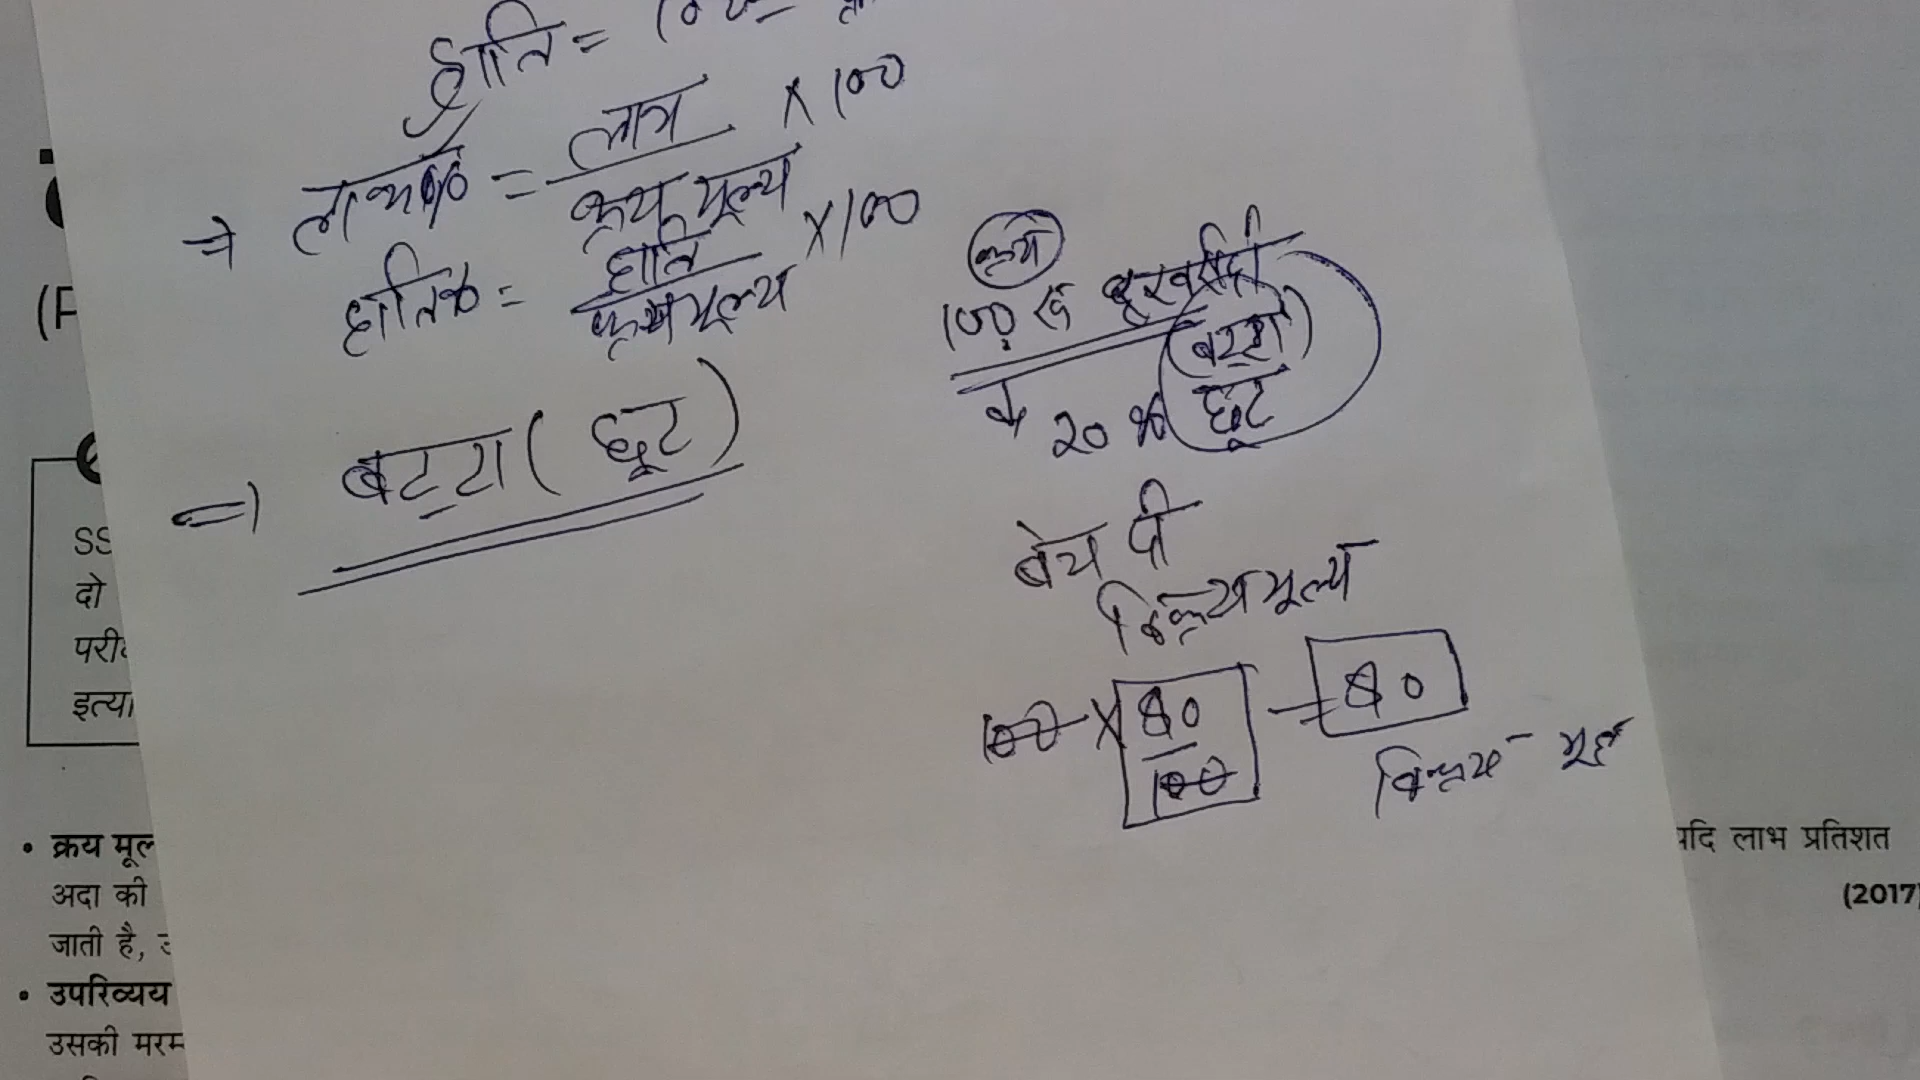 हानि =
लाभ% = लाभ / क्रय मूल्य × 100
हानि% = हानि / क्रय मूल्य × 100
⇒ बट्टा ( छूट )
क्रय
100 रु खरीदी
20 %
बट्टा
छूट
बेच दी
विक्रय मूल्य
100 × 80 / 100 = 80
विक्रय
(P
SS
दो
परी
इत्या
• क्रय मूल
अदा की
जाती है,
• उपरिव्यय
उसकी मरम
यदि लाभ प्रतिशत
(2017)